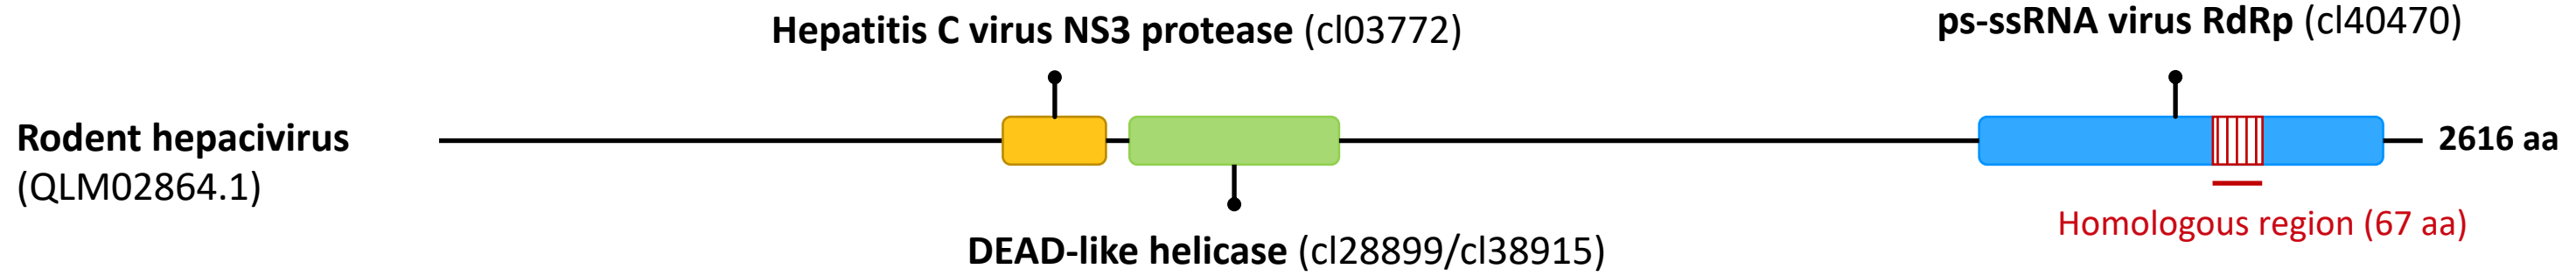 Hepatitis C virus NS3 protease (cl03772)
ps-ssRNA virus RdRp (cl40470)
Rodent hepacivirus
(QLM02864.1)
2616 aa
Homologous region (67 aa)
DEAD-like helicase (cl28899/cl38915)